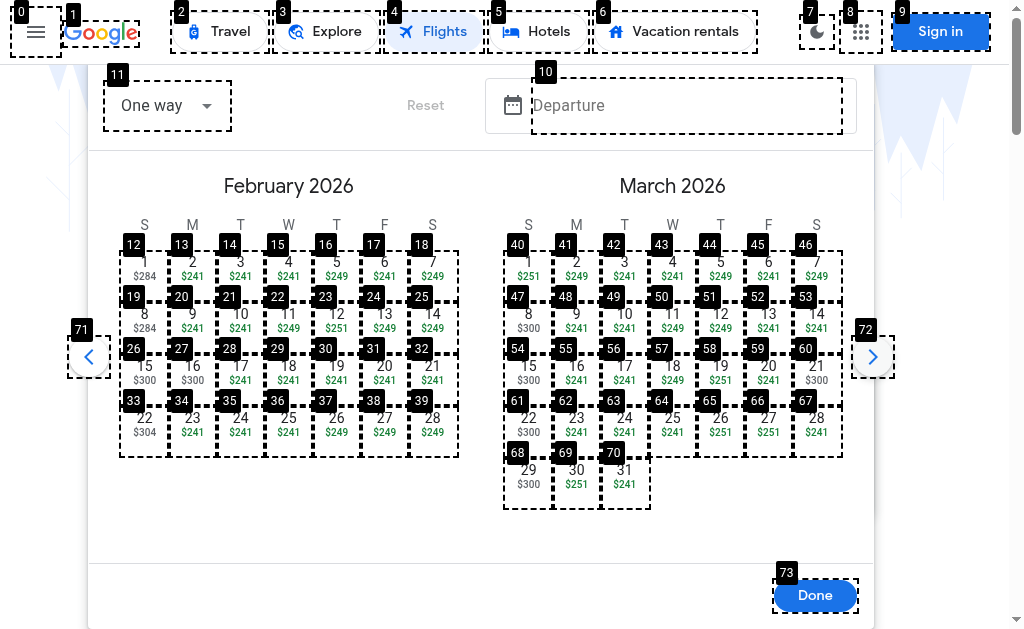 0 1 2 3 4 5 6 7 8 9
Google Travel Explore Flights Hotels Vacation rentals Sign in
11 10
One way Reset Departure
February 2026 March 2026
S M T W T F S S M T W T F S
12 13 14 15 16 17 18 40 41 42 43 44 45 46
1 2 3 4 5 6 7 1 2 3 4 5 6 7
$284 $241 $241 $241 $249 $241 $249 $251 $249 $241 $241 $249 $241 $249
19 20 21 22 23 24 25 47 48 49 50 51 52 53
8 9 10 11 12 13 14 8 9 10 11 12 13 14
$284 $241 $241 $249 $251 $249 $249 $300 $241 $241 $249 $249 $241 $241
71 72
26 27 28 29 30 31 32 54 55 56 57 58 59 60
15 16 17 18 19 20 21 15 16 17 18 19 20 21
$300 $300 $241 $241 $241 $241 $241 $300 $241 $241 $249 $251 $241 $300
33 34 35 36 37 38 39 61 62 63 64 65 66 67
22 23 24 25 26 27 28 22 23 24 25 26 27 28
$304 $241 $241 $241 $249 $249 $249 $300 $241 $241 $241 $251 $251 $241
68 69 70
29 30 31
$300 $251 $241
73
Done